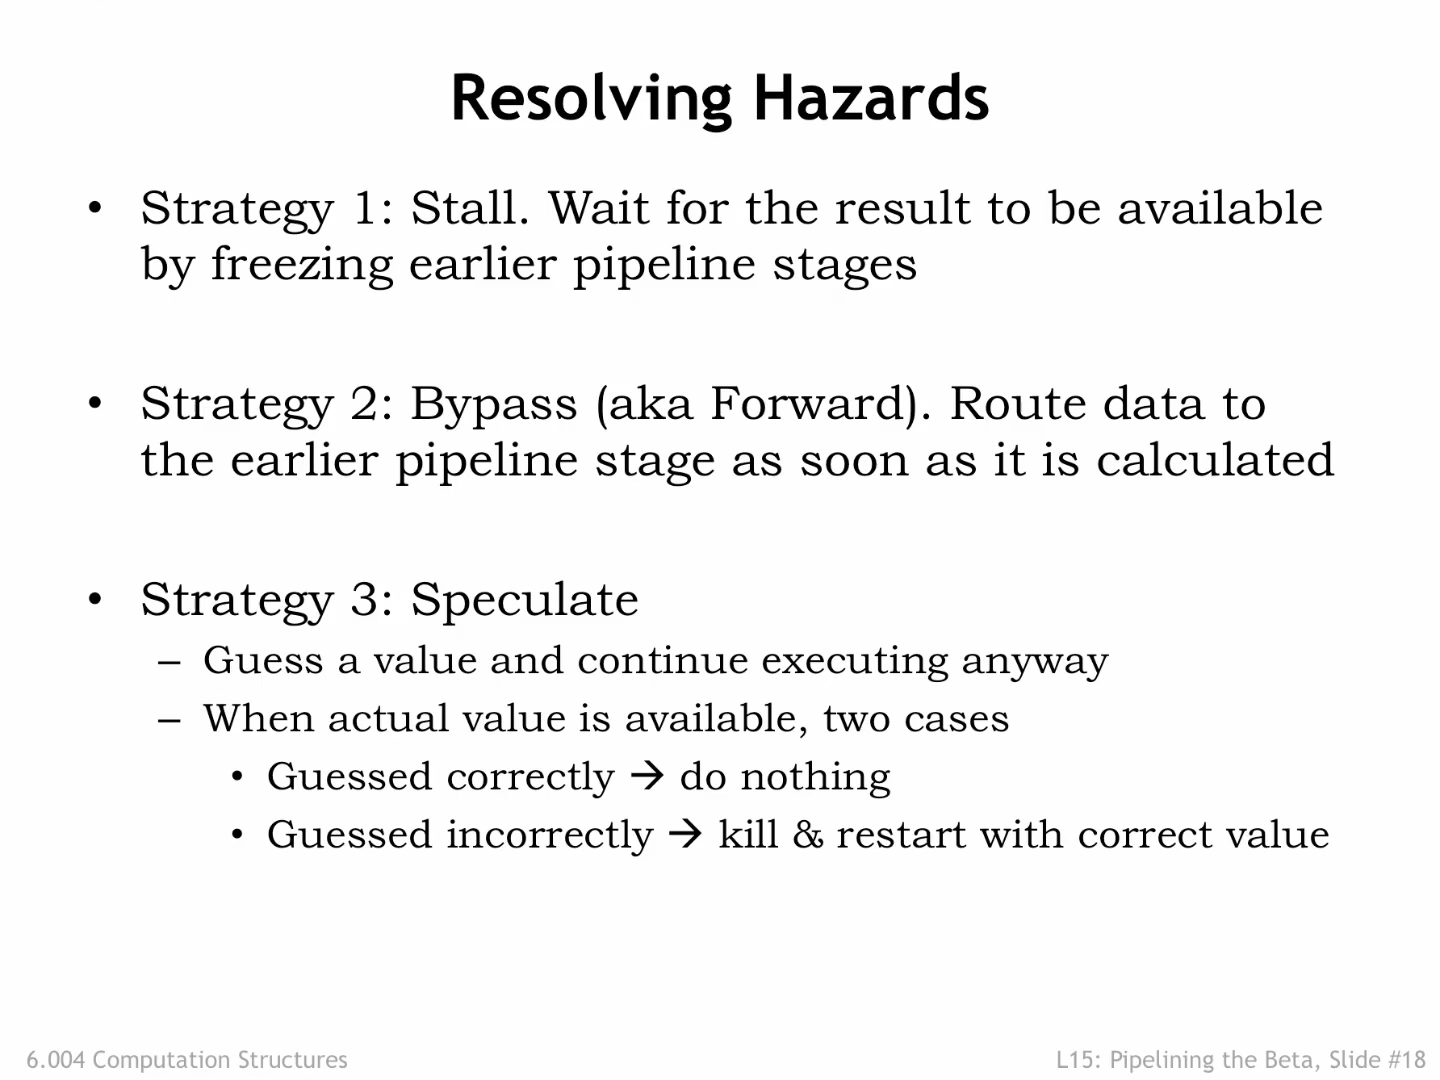 Resolving Hazards
• Strategy 1: Stall. Wait for the result to be available
by freezing earlier pipeline stages
• Strategy 2: Bypass (aka Forward). Route data to
the earlier pipeline stage as soon as it is calculated
• Strategy 3: Speculate
– Guess a value and continue executing anyway
– When actual value is available, two cases
• Guessed correctly → do nothing
• Guessed incorrectly → kill & restart with correct value
6.004 Computation Structures
L15: Pipelining the Beta, Slide #18